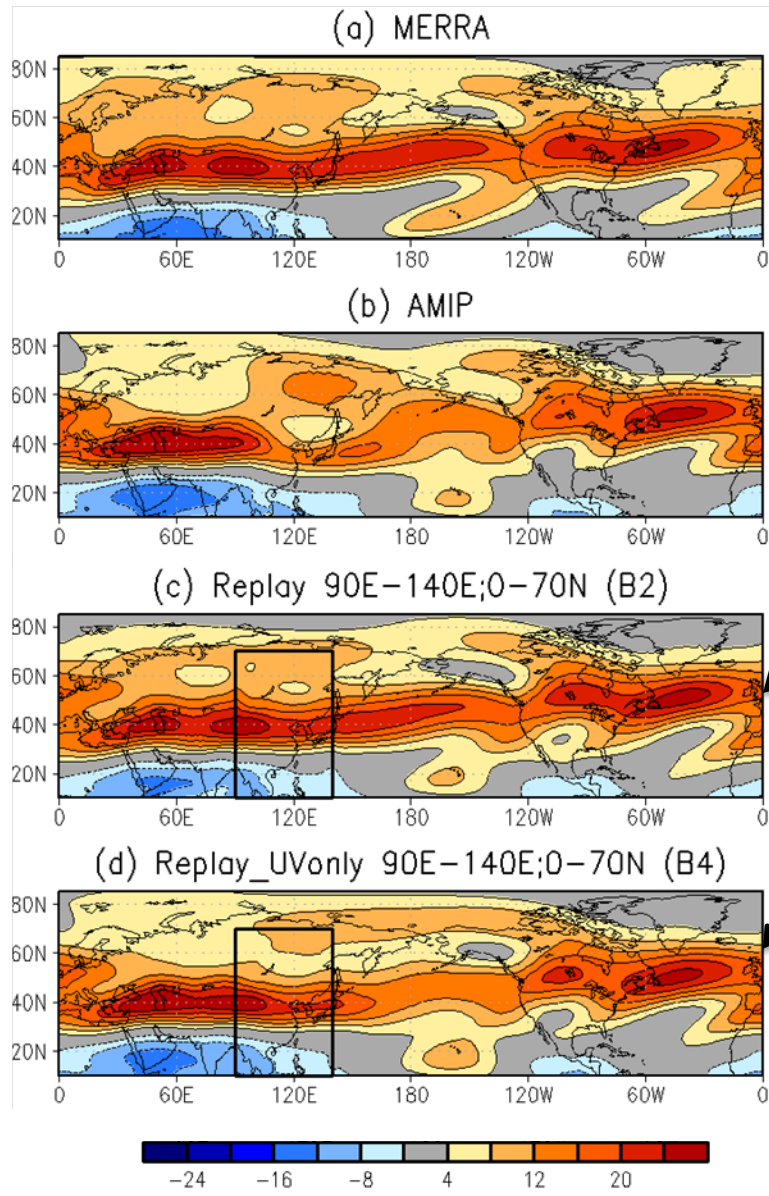 (a) MERRA
80N
60N
40N
20N
0 60E 120E 180 120W 60W 0
(b) AMIP
80N
60N
40N
20N
0 60E 120E 180 120W 60W 0
(c) Replay 90E-140E;0-70N (B2)
80N
60N
40N
20N
0 60E 120E 180 120W 60W 0
(d) Replay_UVonly 90E-140E;0-70N (B4)
80N
60N
40N
20N
0 60E 120E 180 120W 60W 0
-24 -16 -8 4 12 20